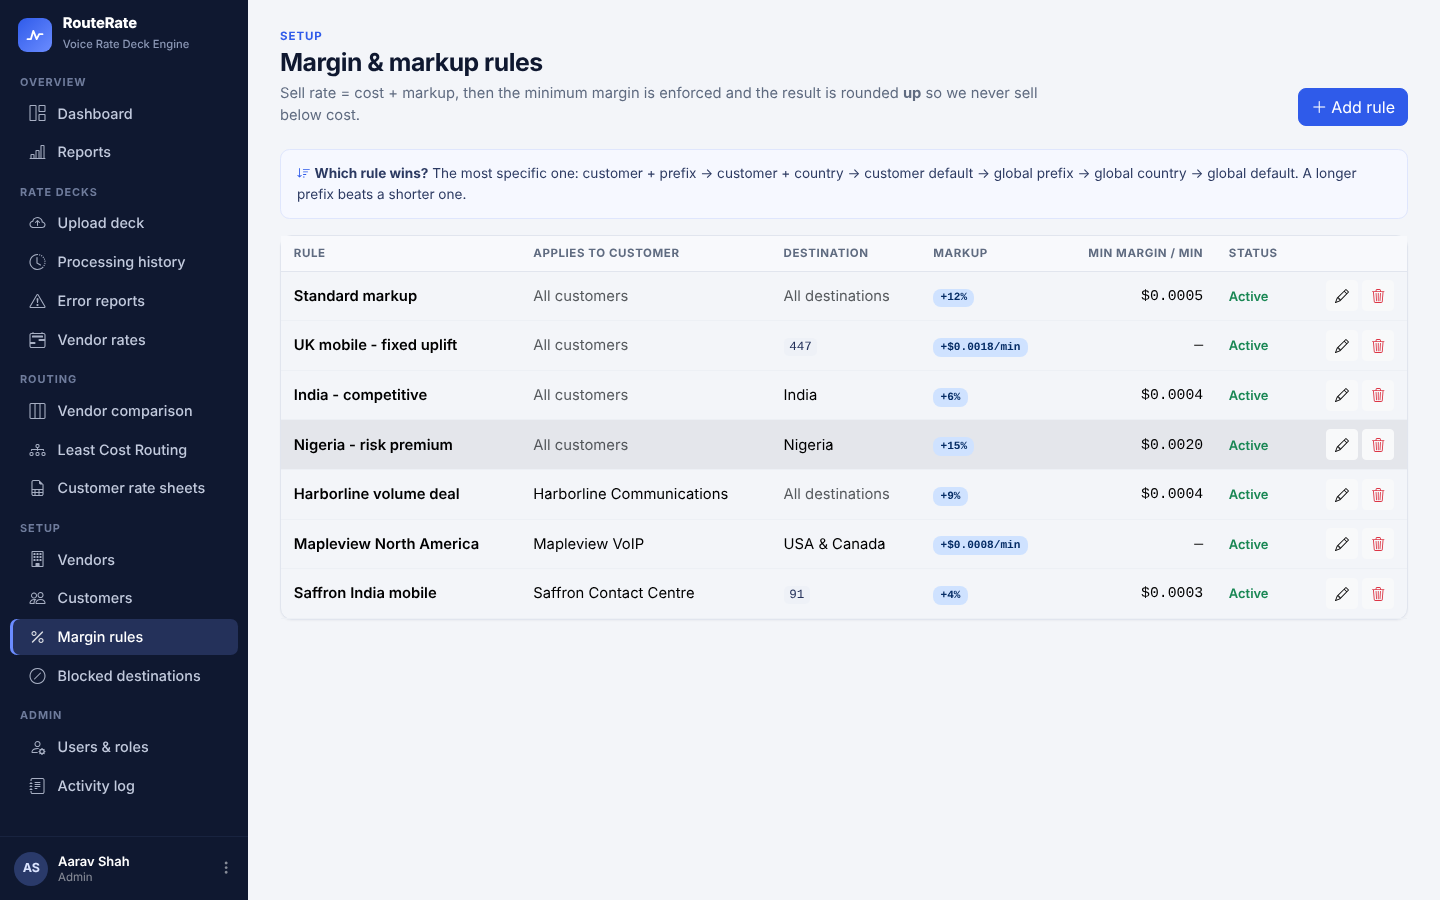 RouteRate
Voice Rate Deck Engine
OVERVIEW
Dashboard
Reports
RATE DECKS
Upload deck
Processing history
Error reports
Vendor rates
ROUTING
Vendor comparison
Least Cost Routing
Customer rate sheets
SETUP
Vendors
Customers
Margin rules
Blocked destinations
ADMIN
Users & roles
Activity log
AS
Aarav Shah
Admin
SETUP
Margin & markup rules
Sell rate = cost + markup, then the minimum margin is enforced and the result is rounded up so we never sell
below cost.
+ Add rule
Which rule wins? The most specific one: customer + prefix → customer + country → customer default → global prefix → global country → global default. A longer
prefix beats a shorter one.
RULE APPLIES TO CUSTOMER DESTINATION MARKUP MIN MARGIN / MIN STATUS
Standard markup All customers All destinations +12% $0.0005 Active
UK mobile - fixed uplift All customers 447 +$0.0018/min — Active
India - competitive All customers India +6% $0.0004 Active
Nigeria - risk premium All customers Nigeria +15% $0.0020 Active
Harborline volume deal Harborline Communications All destinations +9% $0.0004 Active
Mapleview North America Mapleview VoIP USA & Canada +$0.0008/min — Active
Saffron India mobile Saffron Contact Centre 91 +4% $0.0003 Active